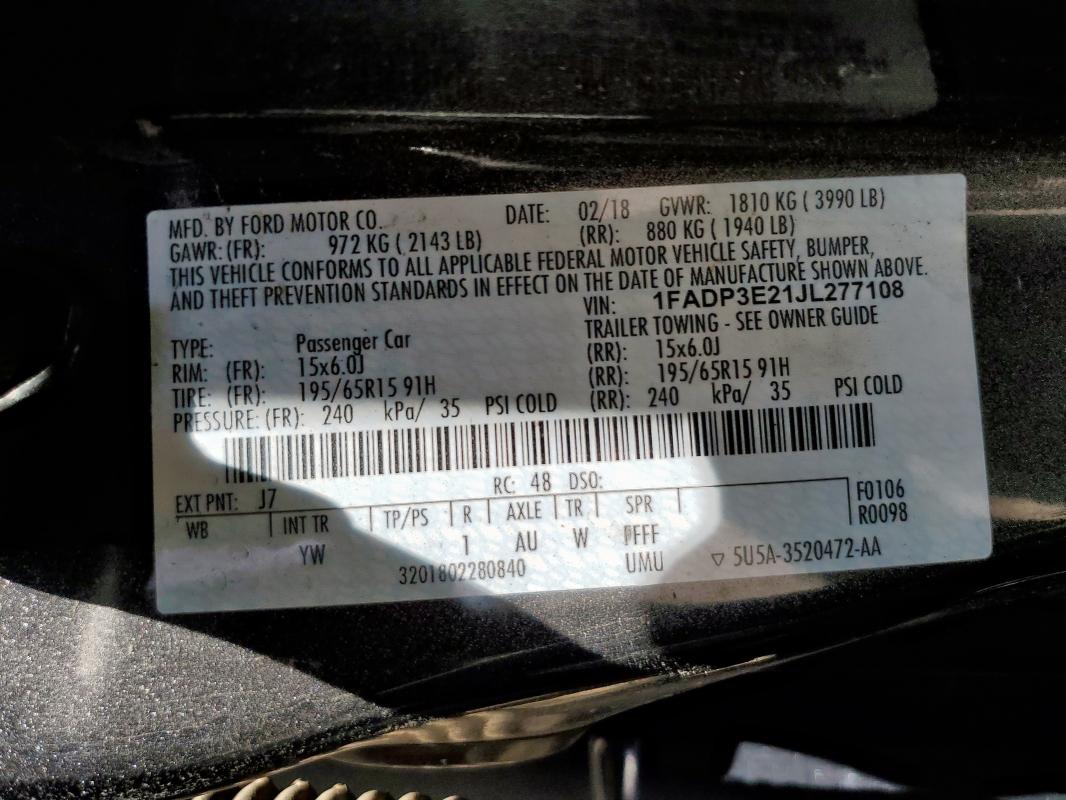 MFD. BY FORD MOTOR CO. DATE: 02/18 GVWR: 1810 KG ( 3990 LB)
GAWR: (FR): 972 KG ( 2143 LB) (RR): 880 KG ( 1940 LB)
THIS VEHICLE CONFORMS TO ALL APPLICABLE FEDERAL MOTOR VEHICLE SAFETY, BUMPER,
AND THEFT PREVENTION STANDARDS IN EFFECT ON THE DATE OF MANUFACTURE SHOWN ABOVE.
VIN: 1FADP3E21JL277108
TRAILER TOWING - SEE OWNER GUIDE
TYPE: Passenger Car
RIM: (FR): 15x6.0J (RR): 15x6.0J
TIRE: (FR): 195/65R15 91H (RR): 195/65R15 91H
PRESSURE: (FR): 240 kPa/ 35 PSI COLD (RR): 240 kPa/ 35 PSI COLD
RC: 48 DSO:
EXT PNT: J7 F0106
WB INT TR TP/PS R AXLE TR SPR R0098
YW 1 AU W FFFF
3201802280840 UMU ▽ 5U5A-3520472-AA